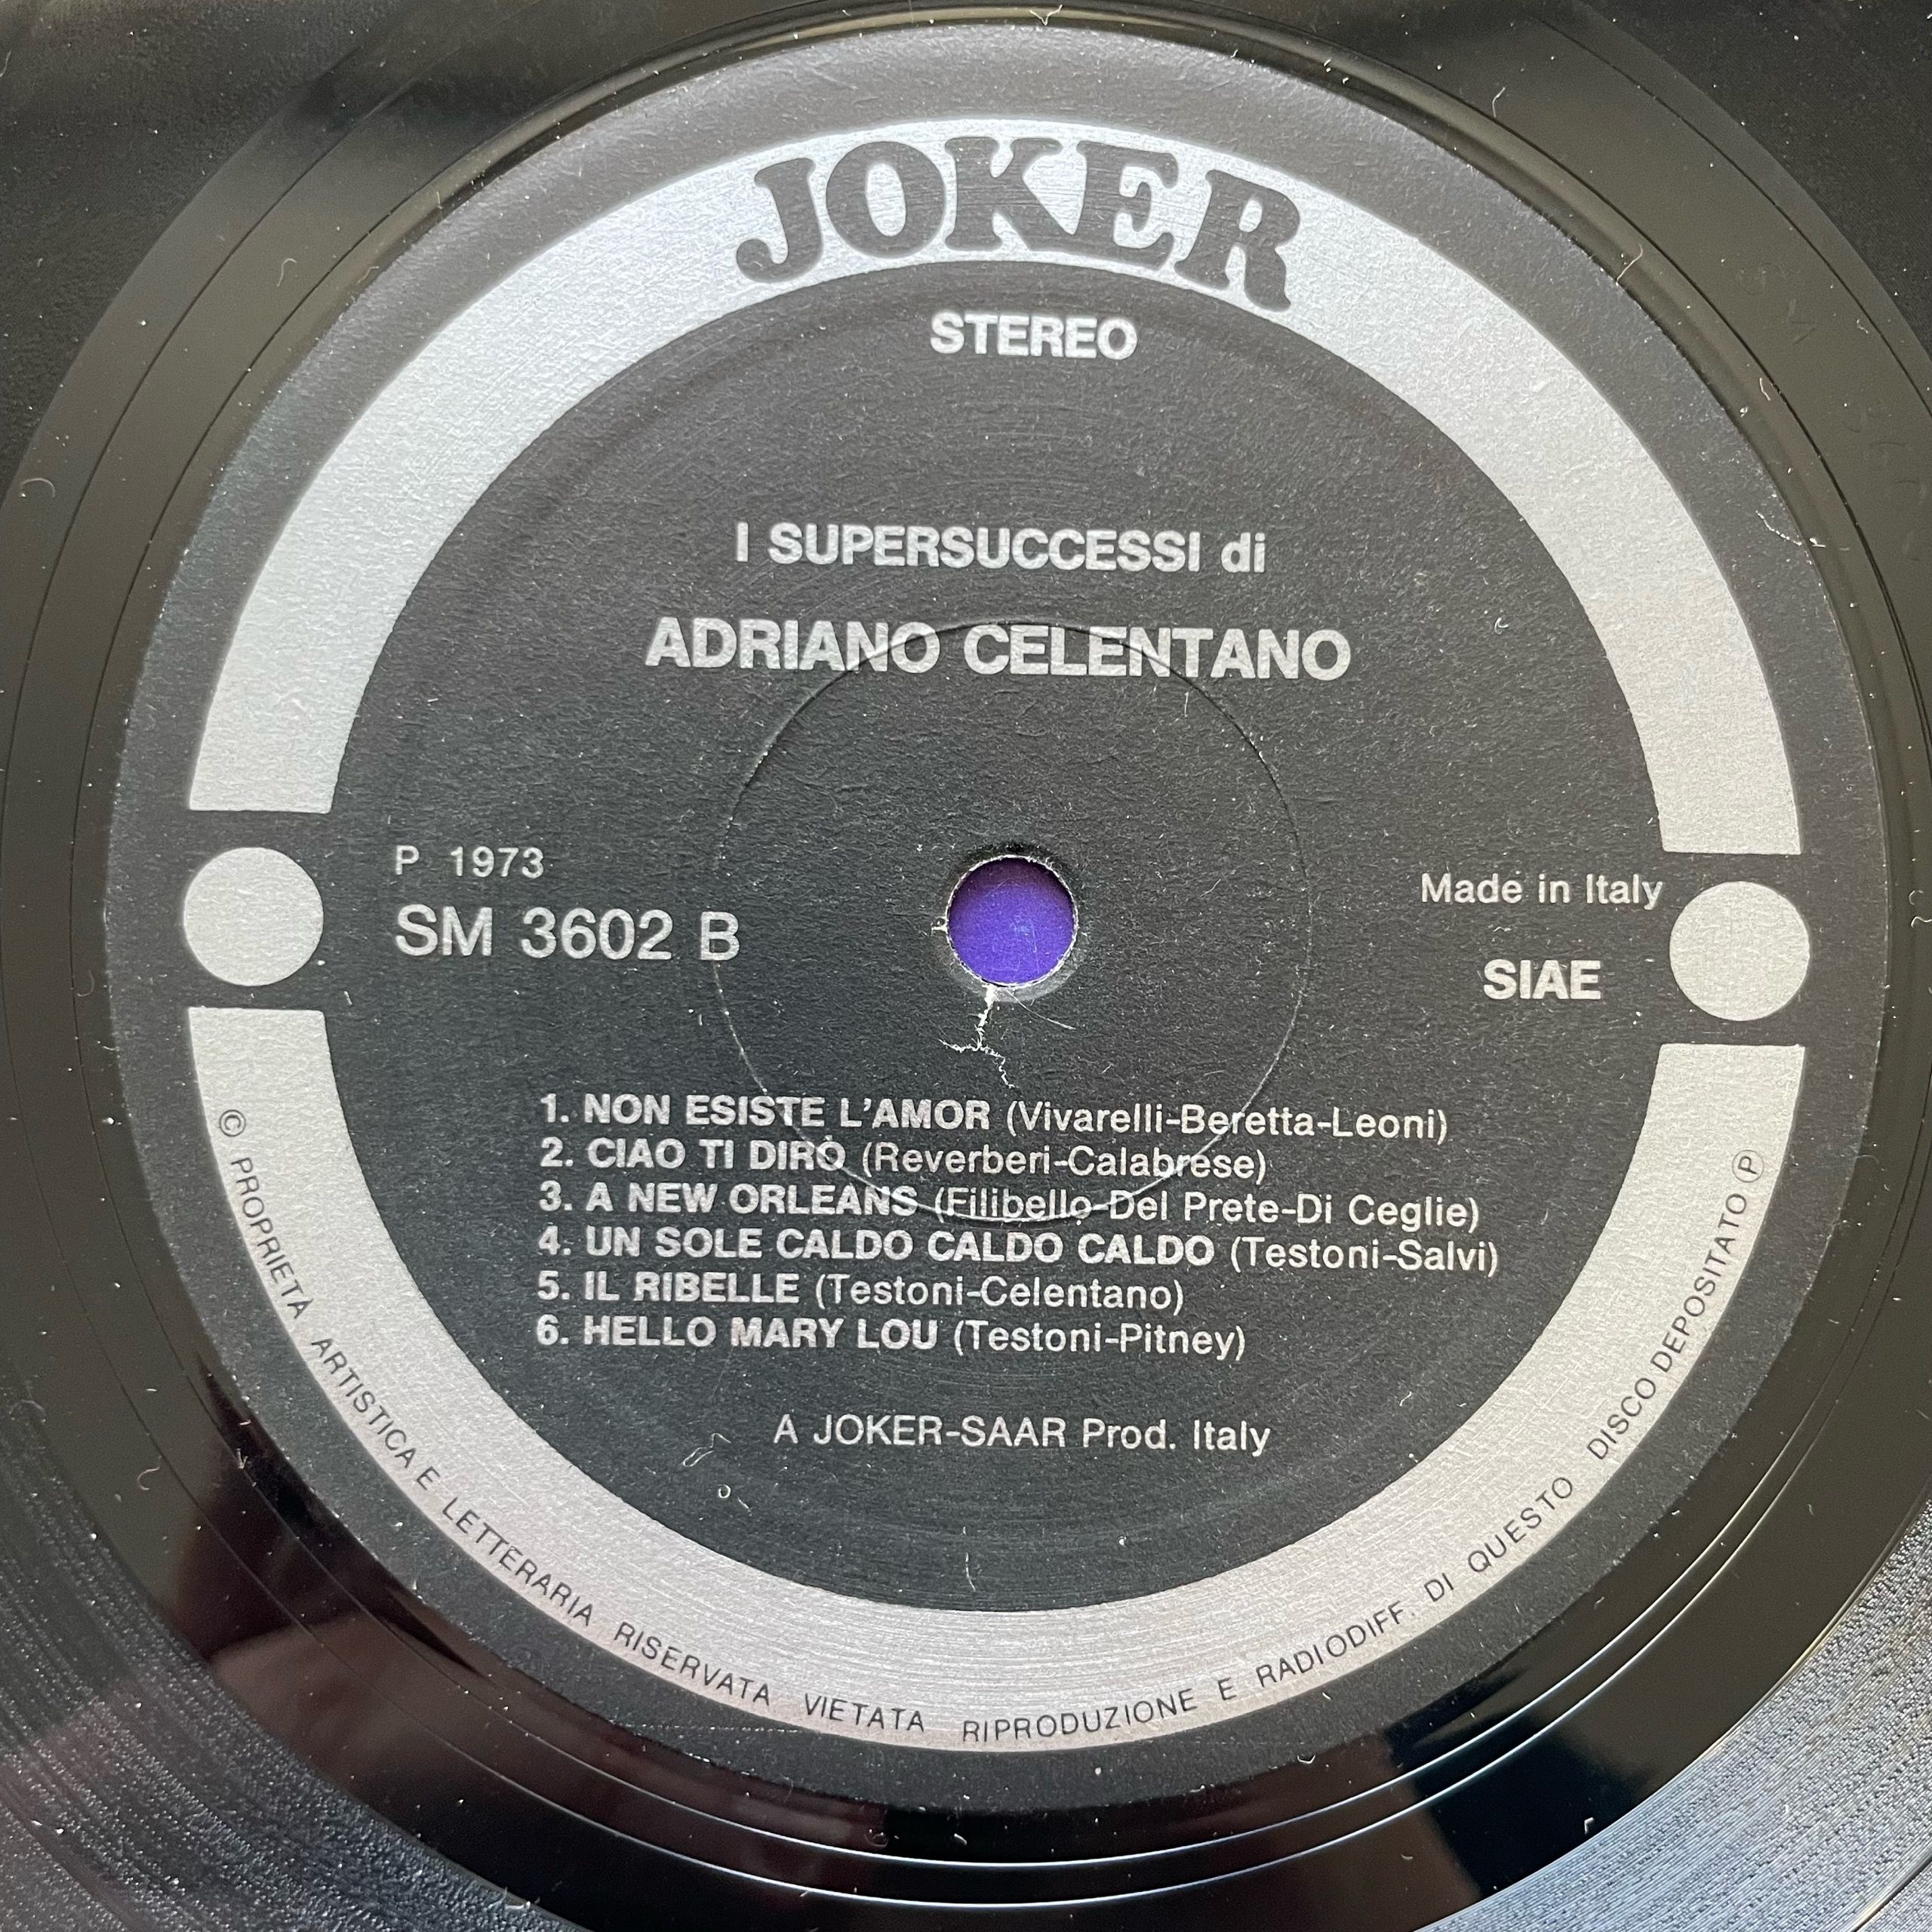 JOKER
STEREO
I SUPERSUCCESSI di
ADRIANO CELENTANO
P 1973
SM 3602 B
Made in Italy
SIAE
1. NON ESISTE L'AMOR (Vivarelli-Beretta-Leoni)
2. CIAO TI DIRÒ (Reverberi-Calabrese)
3. A NEW ORLEANS (Filibello-Del Prete-Di Ceglie)
4. UN SOLE CALDO CALDO CALDO (Testoni-Salvi)
5. IL RIBELLE (Testoni-Celentano)
6. HELLO MARY LOU (Testoni-Pitney)
A JOKER-SAAR Prod. Italy
© PROPRIETÀ ARTISTICA E LETTERARIA RISERVATA VIETATA RIPRODUZIONE E RADIODIFF. DI QUESTO DISCO DEPOSITATO Ⓟ